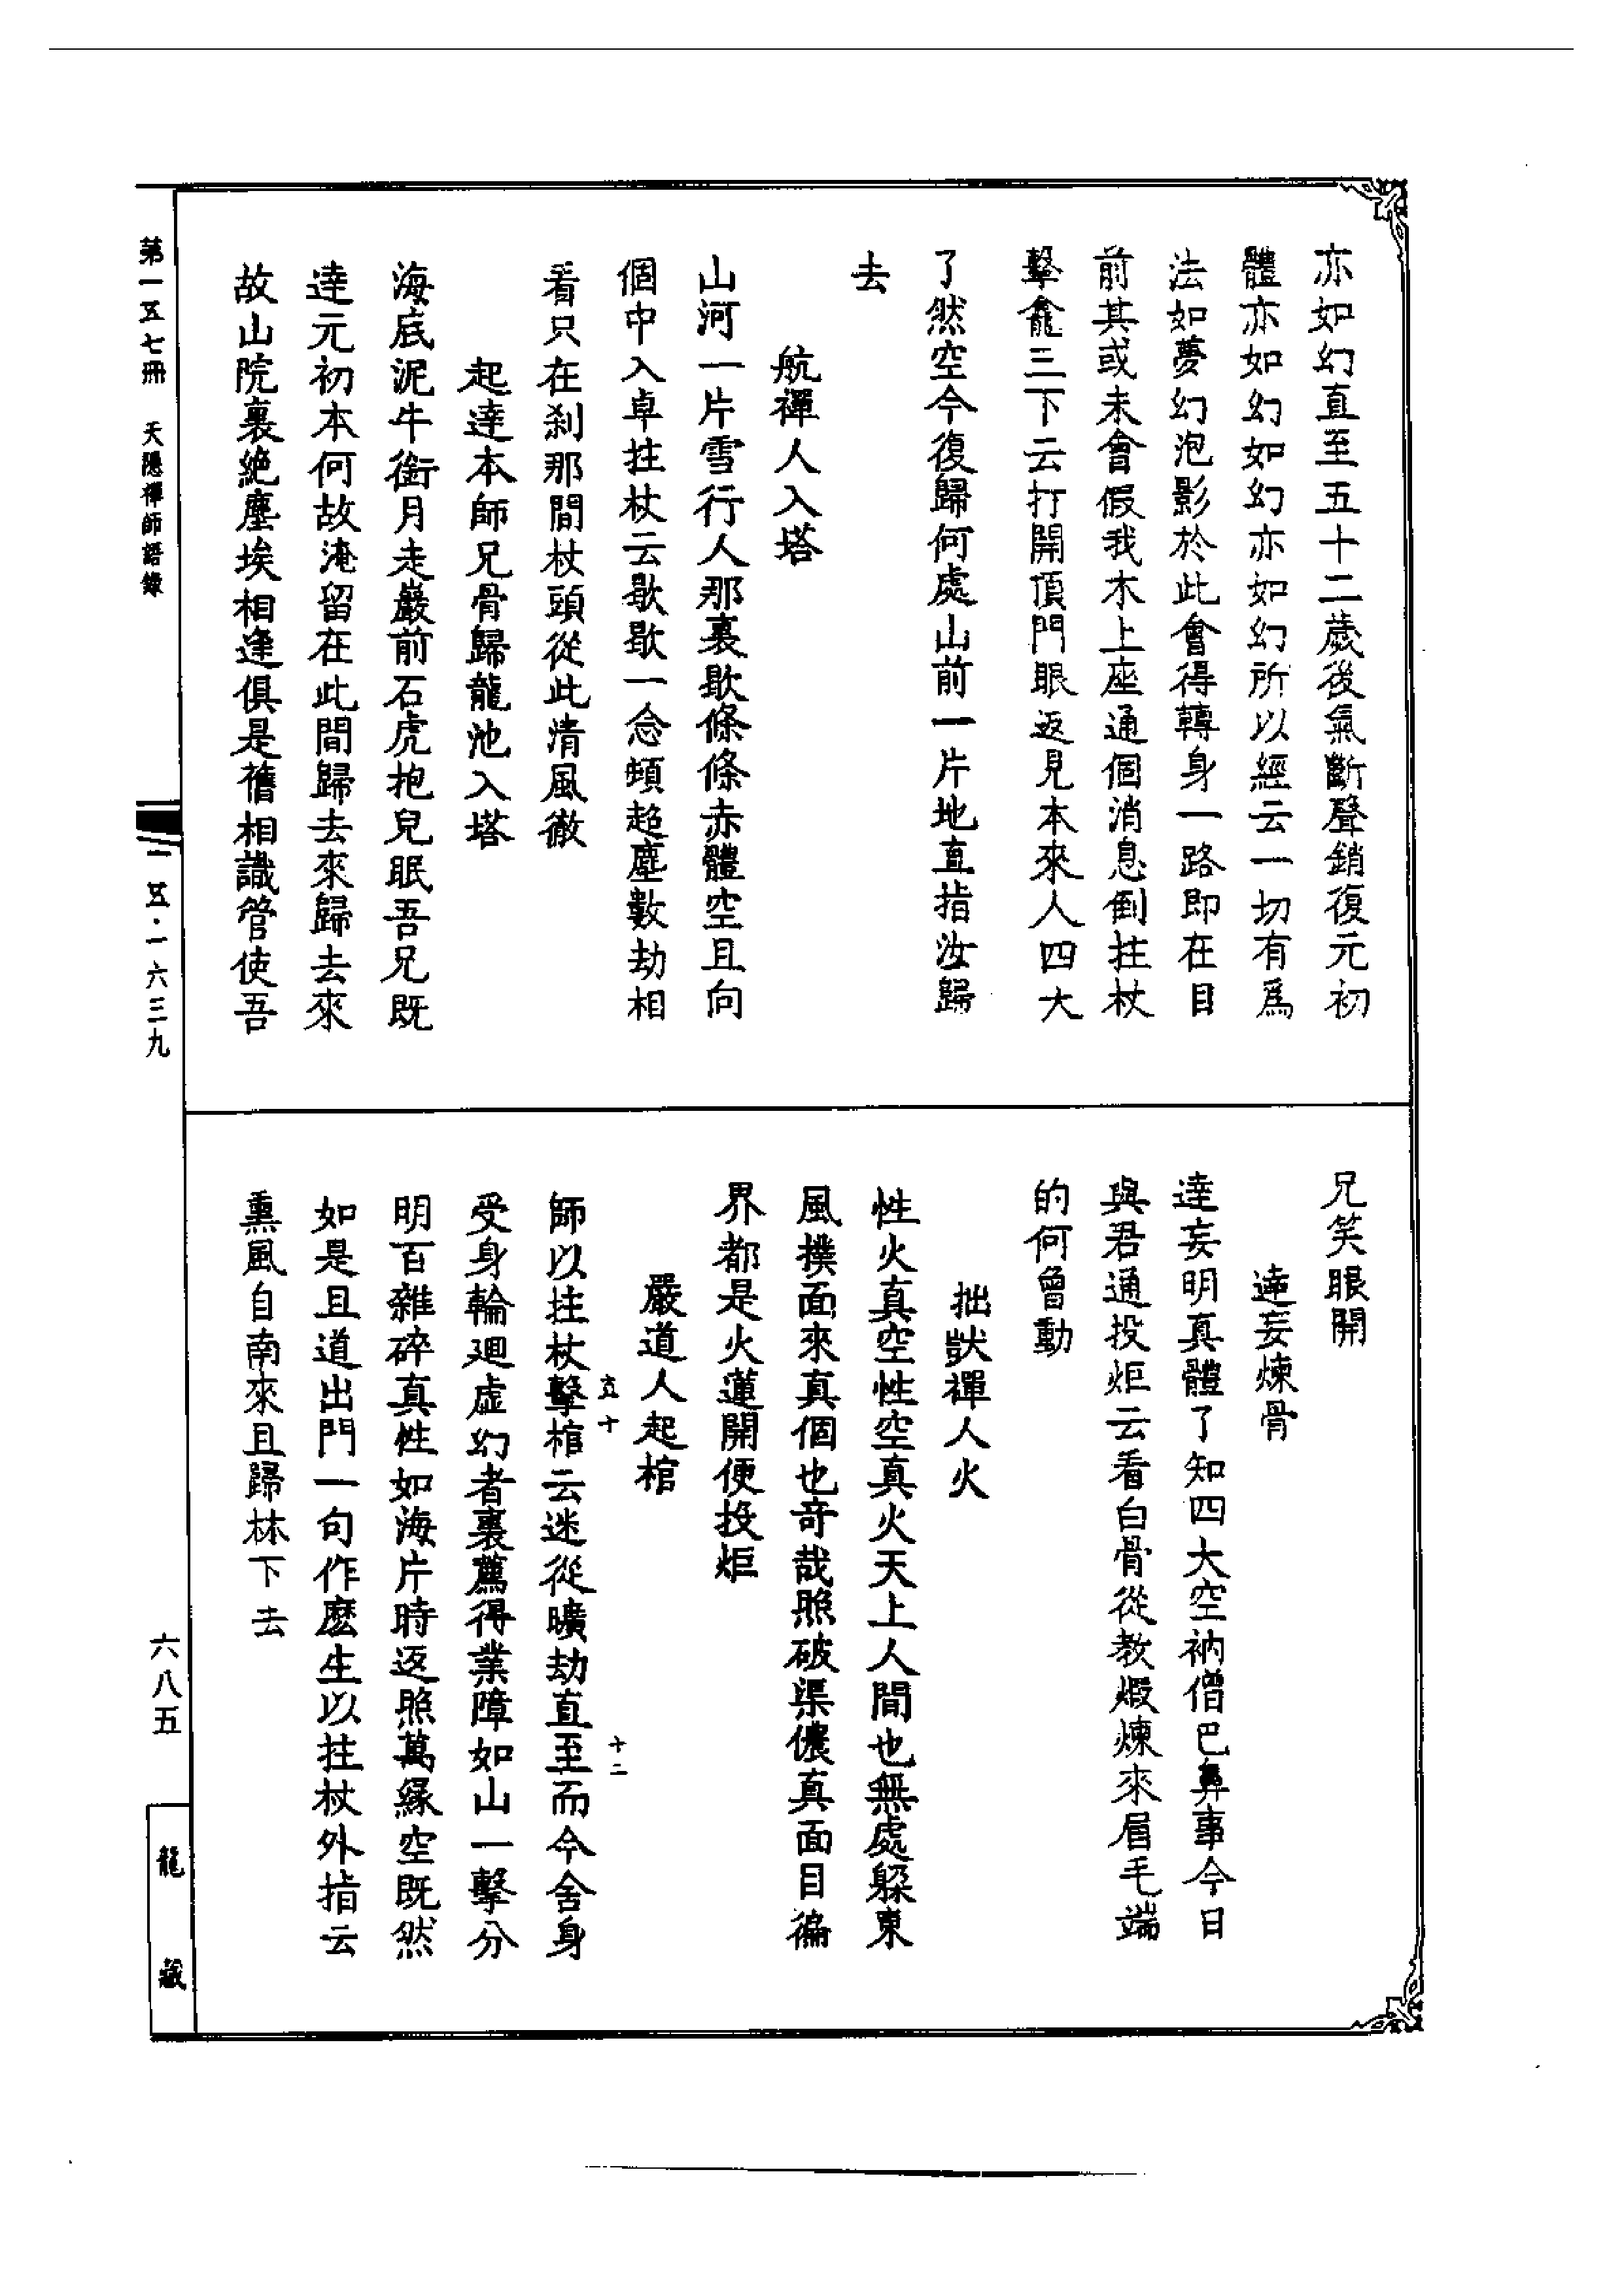 亦如幻直至五十二歲後氣斷聲銷復元初
體亦如幻如幻亦如幻所以經云一切有爲
法如夢幻泡影於此會得轉身一路即在目
前其或未會假我木上座通個消息倒拄杖
擊龕三下云打開頂門眼返見本來人四大
了然空今復歸何處山前一片地直指汝歸
去
航禪人入塔
山河一片雪行人那裏歇條條赤體空且向
個中入卓拄杖云歇歇一念頓超塵數劫相
看只在刹那間杖頭從此清風徹
起達本師兄骨歸龍池入塔
海底泥牛銜月走巖前石虎抱兒眠吾兄既
達元初本何故淹留在此間歸去來歸去來
故山院裏絶塵埃相逢俱是舊相識管使吾
兄笑眼開
達妄煉骨
達妄明真體了知四大空衲僧巴鼻事今日
與君通投炬云看白骨從教煅煉來眉毛端
的何曾動
拙狀禪人火
性火真空性空真火天上人間也無處躲東
風撲面來真個也奇哉照破渠儂真面目徧
界都是火蓮開便投炬
嚴道人起棺
師以拄杖擊棺云迷從曠劫直至而今舍身
受身輪廻虛幻者裏薦得業障如山一擊分
明百雜碎真性如海片時返照萬緣空既然
如是且道出門一句作麽生以拄杖外指云
熏風自南來且歸林下去
十二
第一五七冊　天隱禪師語錄
一五·一六三九
六八五
龍藏